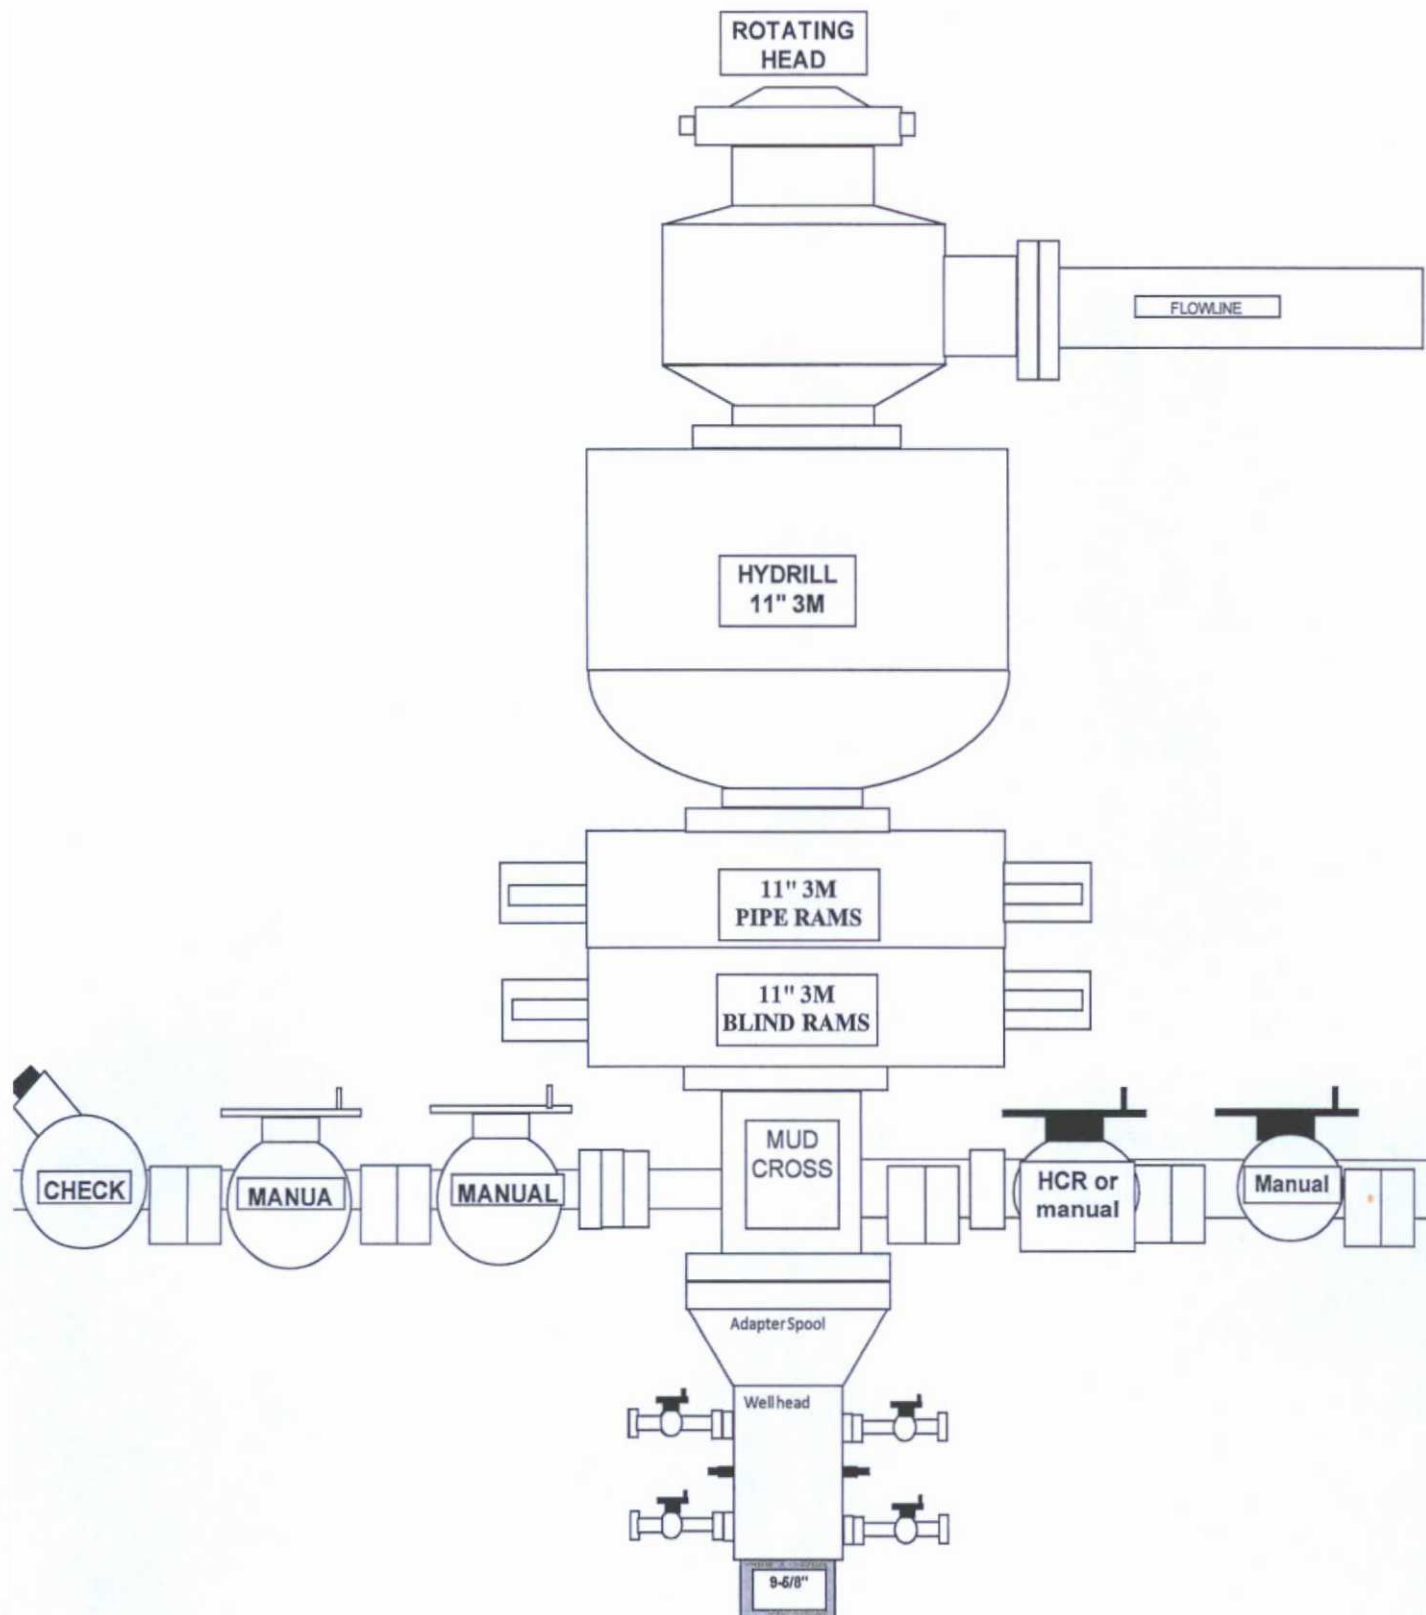 ROTATING
HEAD
FLOWLINE
HYDRILL
11" 3M
11" 3M
PIPE RAMS
11" 3M
BLIND RAMS
CHECK
MANUA
MANUAL
MUD
CROSS
HCR or
manual
Manual
Adapter Spool
Wellhead
9-5/8"